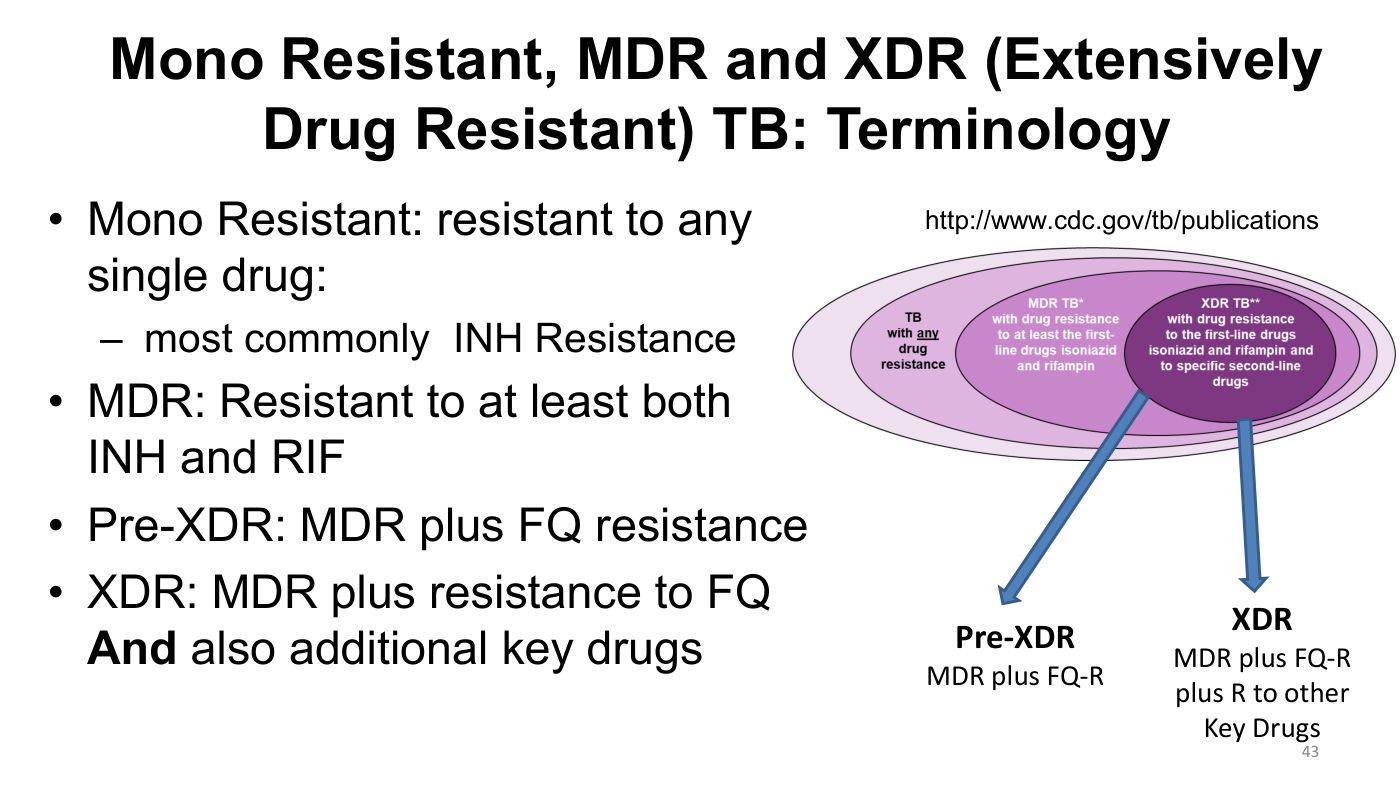 Mono Resistant, MDR and XDR (Extensively
Drug Resistant) TB: Terminology
• Mono Resistant: resistant to any
single drug:
– most commonly  INH Resistance
• MDR: Resistant to at least both
INH and RIF
• Pre-XDR: MDR plus FQ resistance
• XDR: MDR plus resistance to FQ
And also additional key drugs
http://www.cdc.gov/tb/publications
TB
with any
drug
resistance
MDR TB*
with drug resistance
to at least the first-
line drugs isoniazid
and rifampin
XDR TB**
with drug resistance
to the first-line drugs
isoniazid and rifampin and
to specific second-line
drugs
Pre-XDR
MDR plus FQ-R
XDR
MDR plus FQ-R
plus R to other
Key Drugs
43